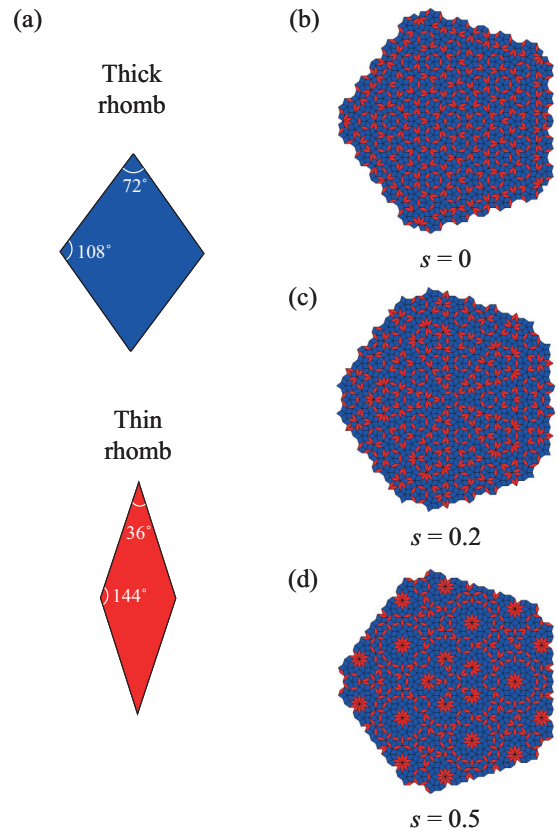 (a)
Thick
rhomb
72°
108°
Thin
rhomb
36°
144°
(b)
s = 0
(c)
s = 0.2
(d)
s = 0.5